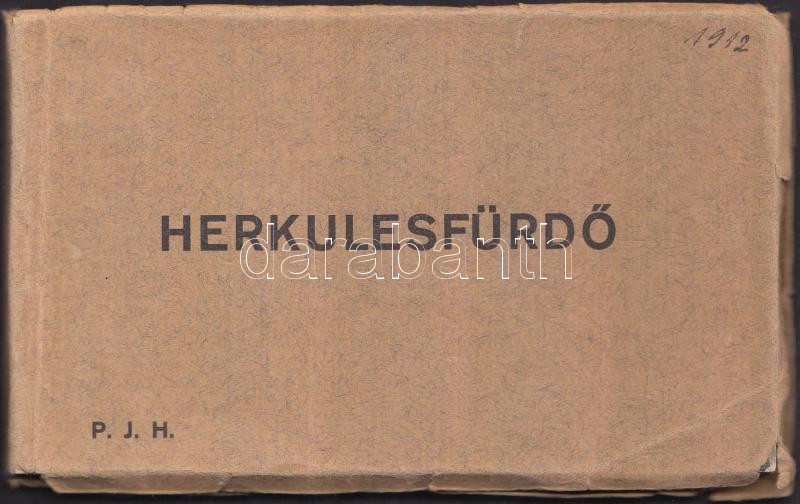 1912
HERKULESFÜRDŐ
darabanth
P. J. H.